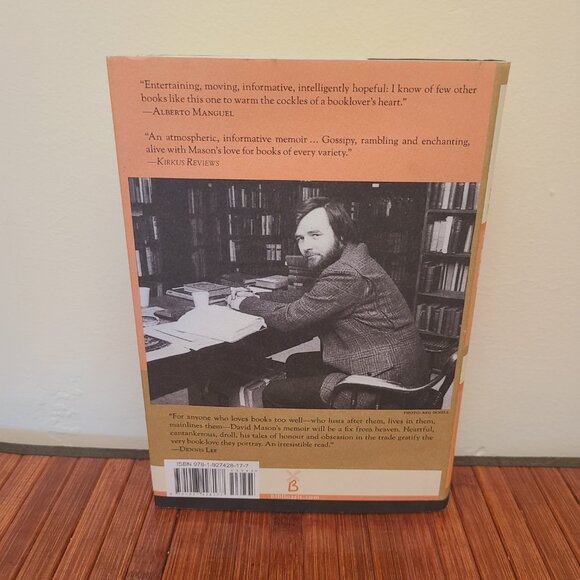 “Entertaining, moving, informative, intelligently hopeful: I know of few other
books like this one to warm the cockles of a booklover’s heart.”
—ALBERTO MANGUEL
“An atmospheric, informative memoir ... Gossipy, rambling and enchanting,
alive with Mason’s love for books of every variety.”
—KIRKUS REVIEWS
“For anyone who loves books too well—who lusts after them, lives in them,
mainlines them—David Mason’s memoir will be a fix from heaven. Heartful,
cantankerous, droll, his tales of honour and obsession in the trade gratify the
very book-love they portray. An irresistible read.”
—DENNIS LEE
ISBN 978-1-927428-17-7
B